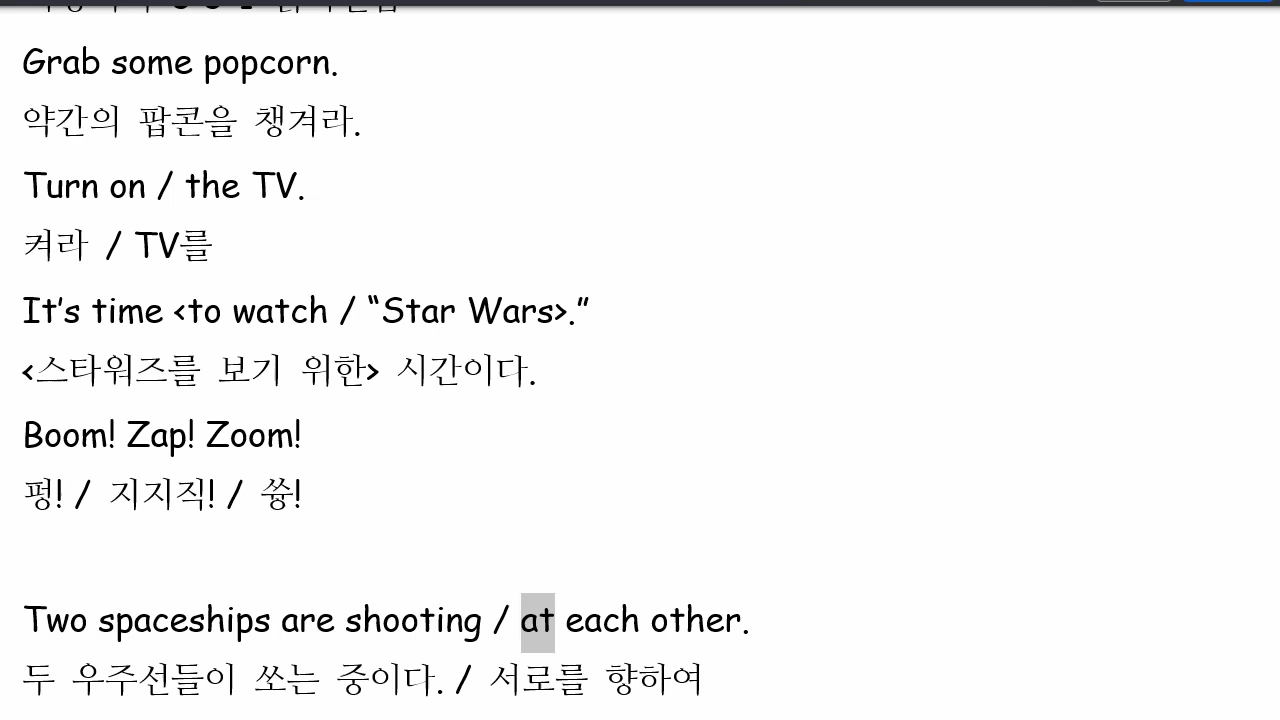 Grab some popcorn.
약간의 팝콘을 챙겨라.
Turn on / the TV.
켜라 / TV를
It’s time <to watch / “Star Wars>.”
<스타워즈를 보기 위한> 시간이다.
Boom! Zap! Zoom!
펑! / 지지직! / 쓩!
Two spaceships are shooting / at each other.
두 우주선들이 쏘는 중이다. / 서로를 향하여